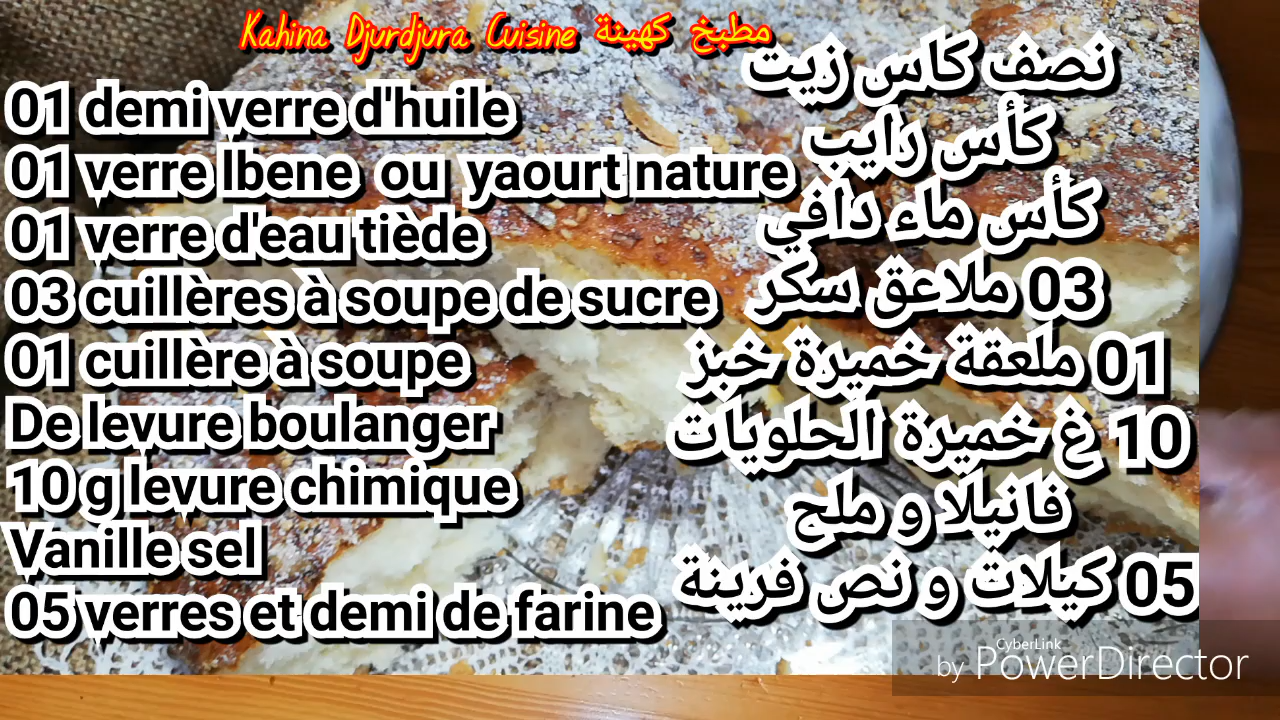 Kahina Djurdjura Cuisine مطبخ كهينة
01 demi verre d'huile
01 verre lbene ou yaourt nature
01 verre d'eau tiède
03 cuillères à soupe de sucre
01 cuillère à soupe
De levure boulanger
10 g levure chimique
Vanille sel
05 verres et demi de farine
نصف كاس زيت
كأس رايب
كأس ماء دافي
03 ملاعق سكر
01 ملعقة خميرة خبز
10 غ خميرة الحلويات
فانيلا و ملح
05 كيلات و نص فرينة
CyberLink
by PowerDirector